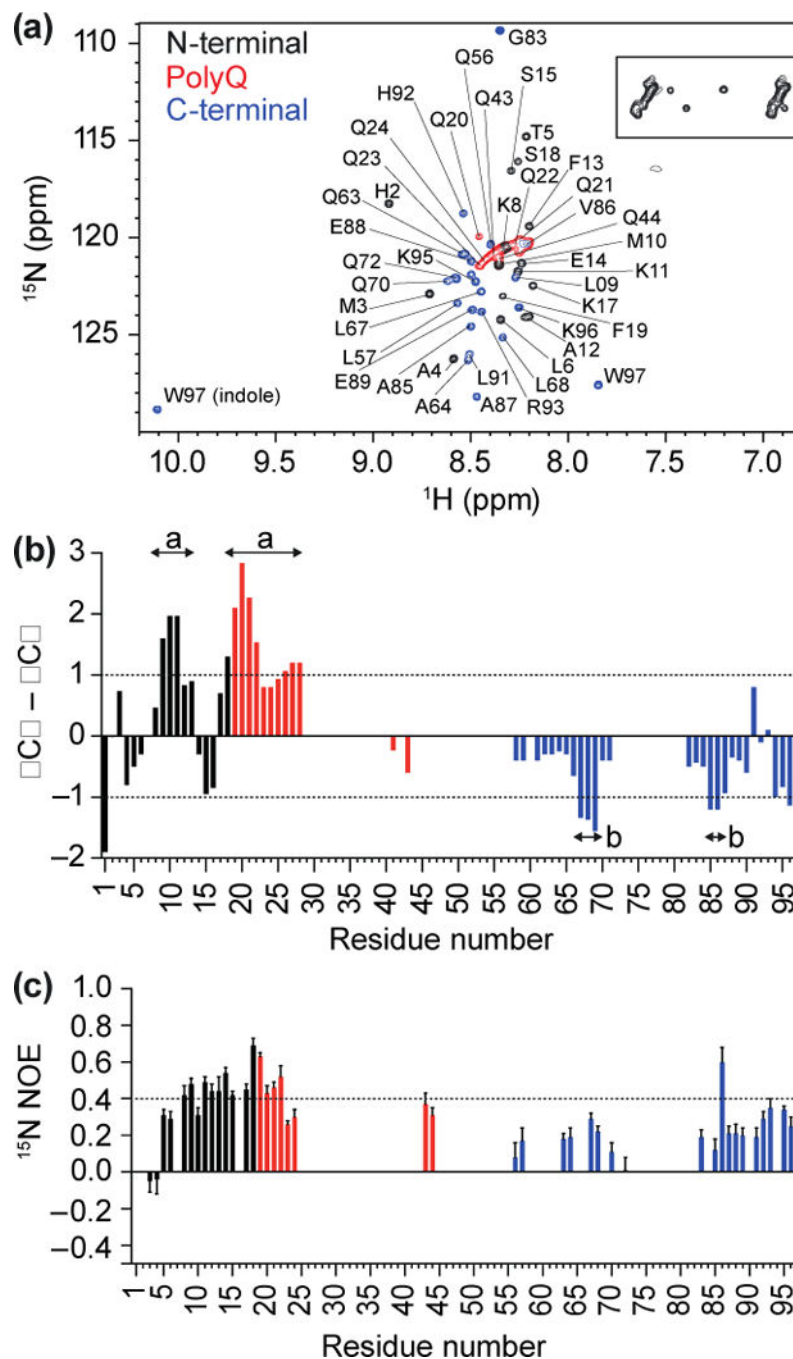 (a)
N-terminal
PolyQ
C-terminal
G83
Q56
S15
H92
Q43
Q20
T5
Q24
S18
F13
Q23
Q22
Q21
Q63
H2
K8
V86
E88
Q44
K95
M10
Q72
E14
K11
Q70
L09
M3
K17
L67
K96
F19
A12
L57
L6
E89
A85
A4
L91
L68
W97
A64
A87
R93
W97 (indole)
110
115
120
125
15N (ppm)
10.0
9.5
9.0
8.5
8.0
7.5
7.0
1H (ppm)
(b)
a
a
3
2
1
0
−1
−2
□C□ – □C□
b
b
1
5
10
20
30
40
50
60
65
70
80
85
90
95
Residue number
(c)
1.0
0.8
0.6
0.4
0.2
0.0
−0.2
−0.4
15N NOE
1
5
10
15
20
25
30
35
40
45
50
55
60
65
70
75
80
85
90
95
Residue number